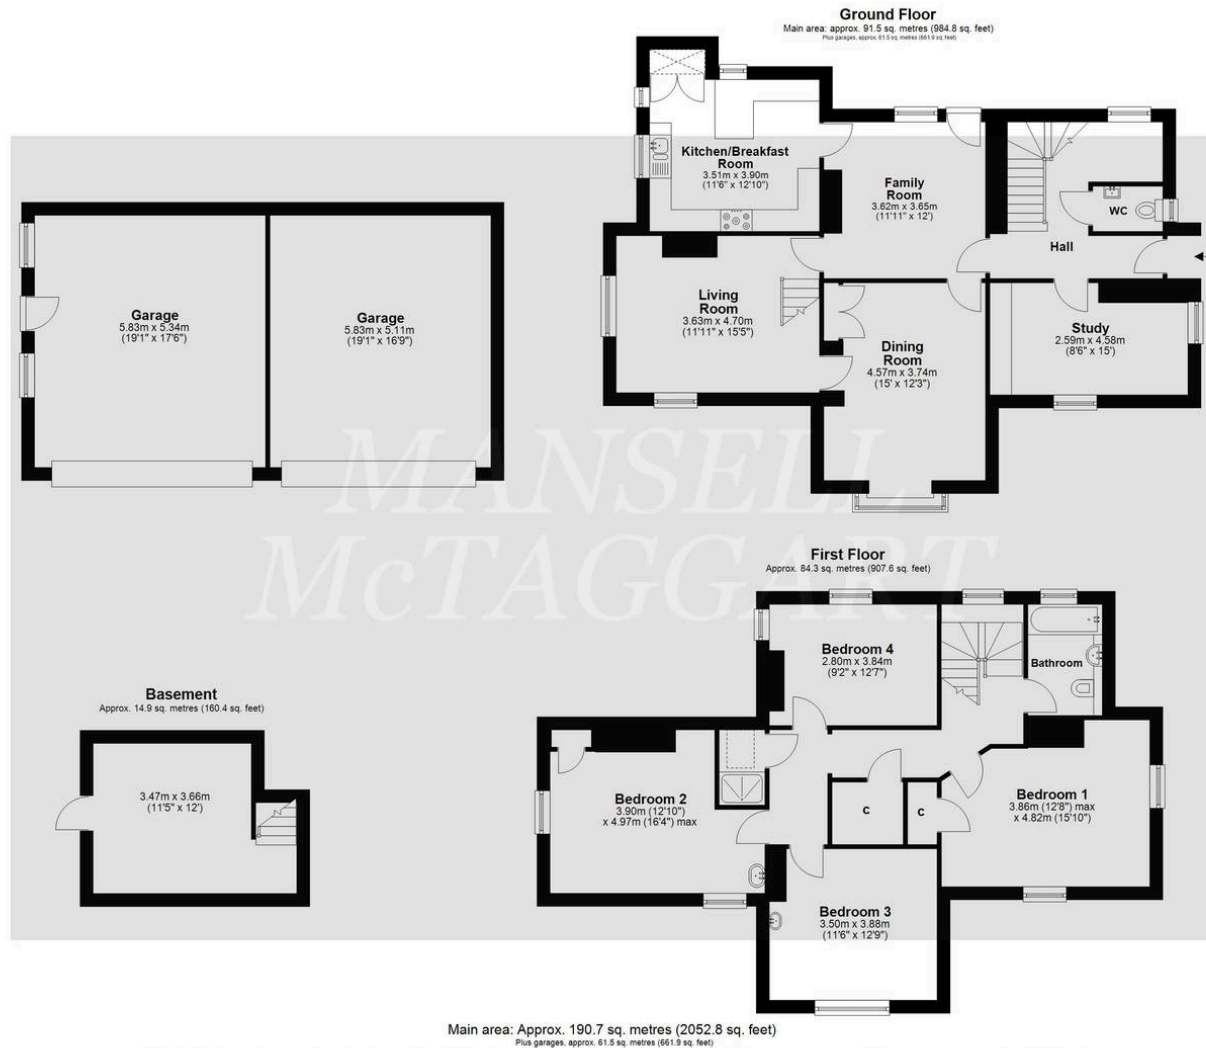 Ground Floor
Main area: approx. 91.5 sq. metres (984.8 sq. feet)
Plus garages, approx. 61.5 sq. metres (661.9 sq. feet)
Kitchen/Breakfast
Room
3.51m x 3.90m
(11'6" x 12'10")
Family
Room
3.62m x 3.65m
(11'11" x 12')
WC
Hall
Living
Room
3.63m x 4.70m
(11'11" x 15'5")
Study
2.59m x 4.58m
(8'6" x 15')
Dining
Room
4.57m x 3.74m
(15' x 12'3")
Garage
5.83m x 5.34m
(19'1" x 17'6")
Garage
5.83m x 5.11m
(19'1" x 16'9")
MANSELL
McTAGGART
First Floor
Approx. 84.3 sq. metres (907.6 sq. feet)
Bedroom 4
2.80m x 3.84m
(9'2" x 12'7")
Bathroom
Basement
Approx. 14.9 sq. metres (160.4 sq. feet)
3.47m x 3.66m
(11'5" x 12')
Bedroom 2
3.90m (12'10")
x 4.97m (16'4") max
C
C
Bedroom 1
3.86m (12'8") max
x 4.82m (15'10")
Bedroom 3
3.50m x 3.88m
(11'6" x 12'9")
Main area: Approx. 190.7 sq. metres (2052.8 sq. feet)
Plus garages, approx. 61.5 sq. metres (661.9 sq. feet)